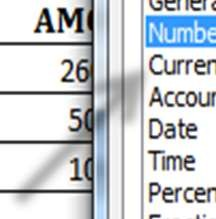 AM
26
50
10
Genera
Numbe
Curren
Accour
Date
Time
Percen